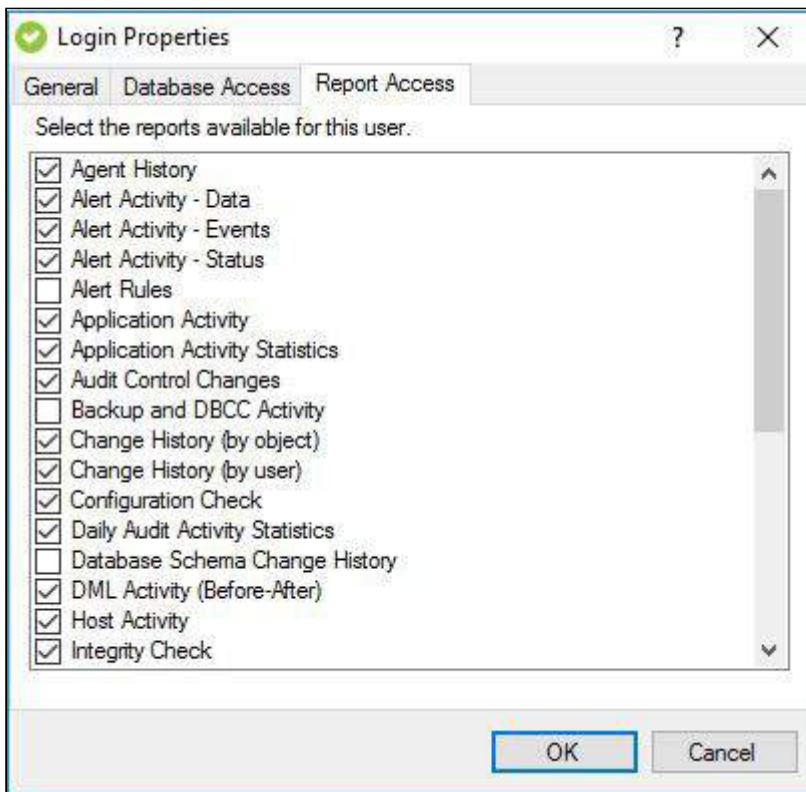 Login Properties ?
General Database Access Report Access
Select the reports available for this user.
Agent History
Alert Activity - Data
Alert Activity - Events
Alert Activity - Status
Alert Rules
Application Activity
Application Activity Statistics
Audit Control Changes
Backup and DBCC Activity
Change History (by object)
Change History (by user)
Configuration Check
Daily Audit Activity Statistics
Database Schema Change History
DML Activity (Before-After)
Host Activity
Integrity Check
OK Cancel